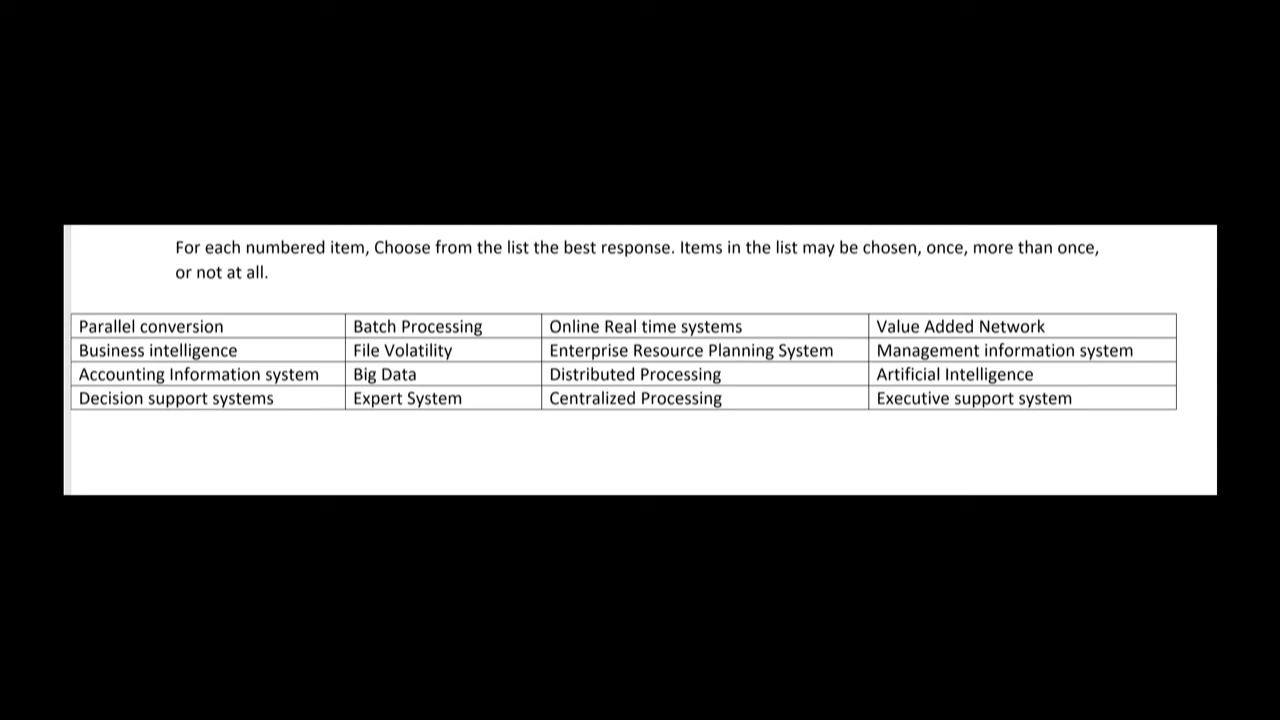 For each numbered item, Choose from the list the best response. Items in the list may be chosen, once, more than once,
or not at all.
Parallel conversion Batch Processing Online Real time systems Value Added Network
Business intelligence File Volatility Enterprise Resource Planning System Management information system
Accounting Information system Big Data Distributed Processing Artificial Intelligence
Decision support systems Expert System Centralized Processing Executive support system